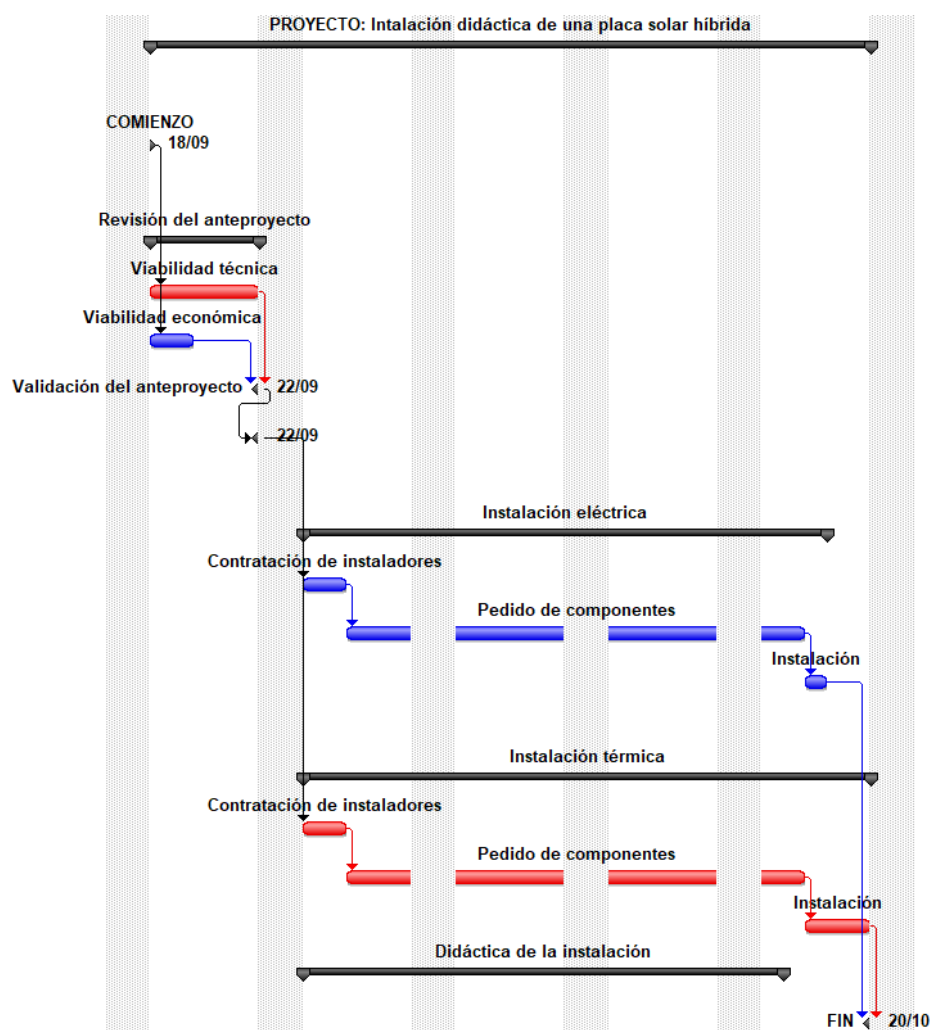 PROYECTO: Intalación didáctica de una placa solar híbrida
COMIENZO
18/09
Revisión del anteproyecto
Viabilidad técnica
Viabilidad económica
Validación del anteproyecto
22/09
22/09
Instalación eléctrica
Contratación de instaladores
Pedido de componentes
Instalación
Instalación térmica
Contratación de instaladores
Pedido de componentes
Instalación
Didáctica de la instalación
FIN
20/10